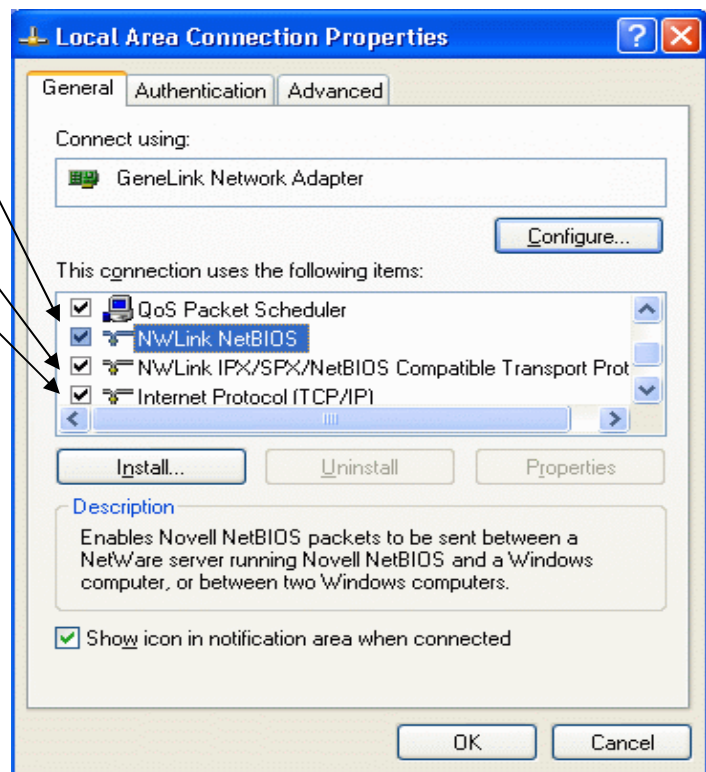 Local Area Connection Properties
General Authentication Advanced
Connect using:
GeneLink Network Adapter
Configure...
This connection uses the following items:
QoS Packet Scheduler
NWLink NetBIOS
NWLink IPX/SPX/NetBIOS Compatible Transport Prot
Internet Protocol (TCP/IP)
Install... Uninstall Properties
Description
Enables Novell NetBIOS packets to be sent between a
NetWare server running Novell NetBIOS and a Windows
computer, or between two Windows computers.
Show icon in notification area when connected
OK Cancel